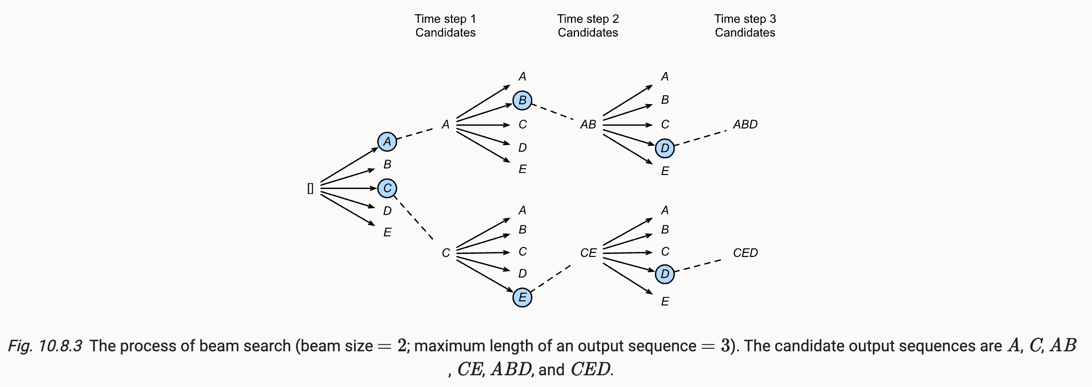 Time step 1
Candidates
Time step 2
Candidates
Time step 3
Candidates
[]
A
B
C
D
E
A
C
A
B
C
D
E
A
B
C
D
E
AB
CE
A
B
C
D
E
A
B
C
D
E
ABD
CED
Fig. 10.8.3 The process of beam search (beam size = 2; maximum length of an output sequence = 3). The candidate output sequences are A, C, AB
, CE, ABD, and CED.